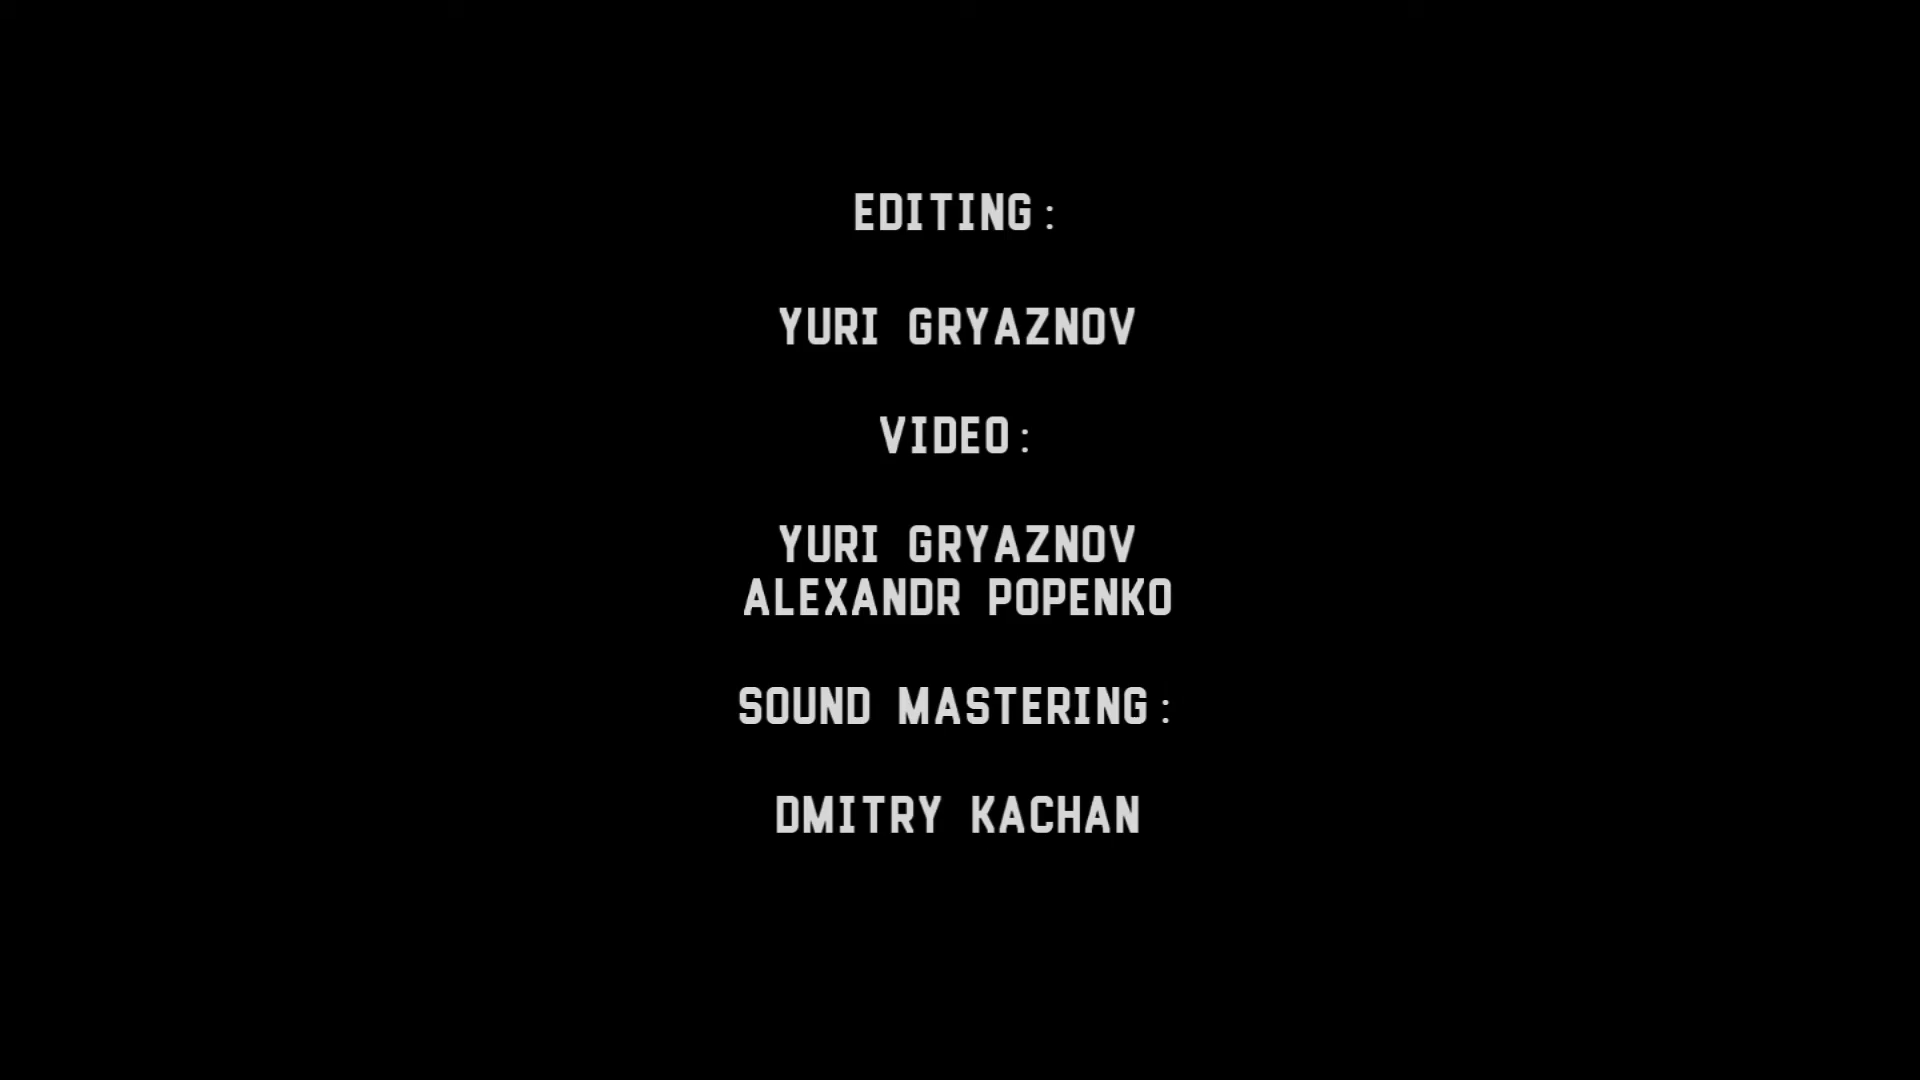 EDITING:
YURI GRYAZNOV
VIDEO:
YURI GRYAZNOV
ALEXANDR POPENKO
SOUND MASTERING:
DMITRY KACHAN